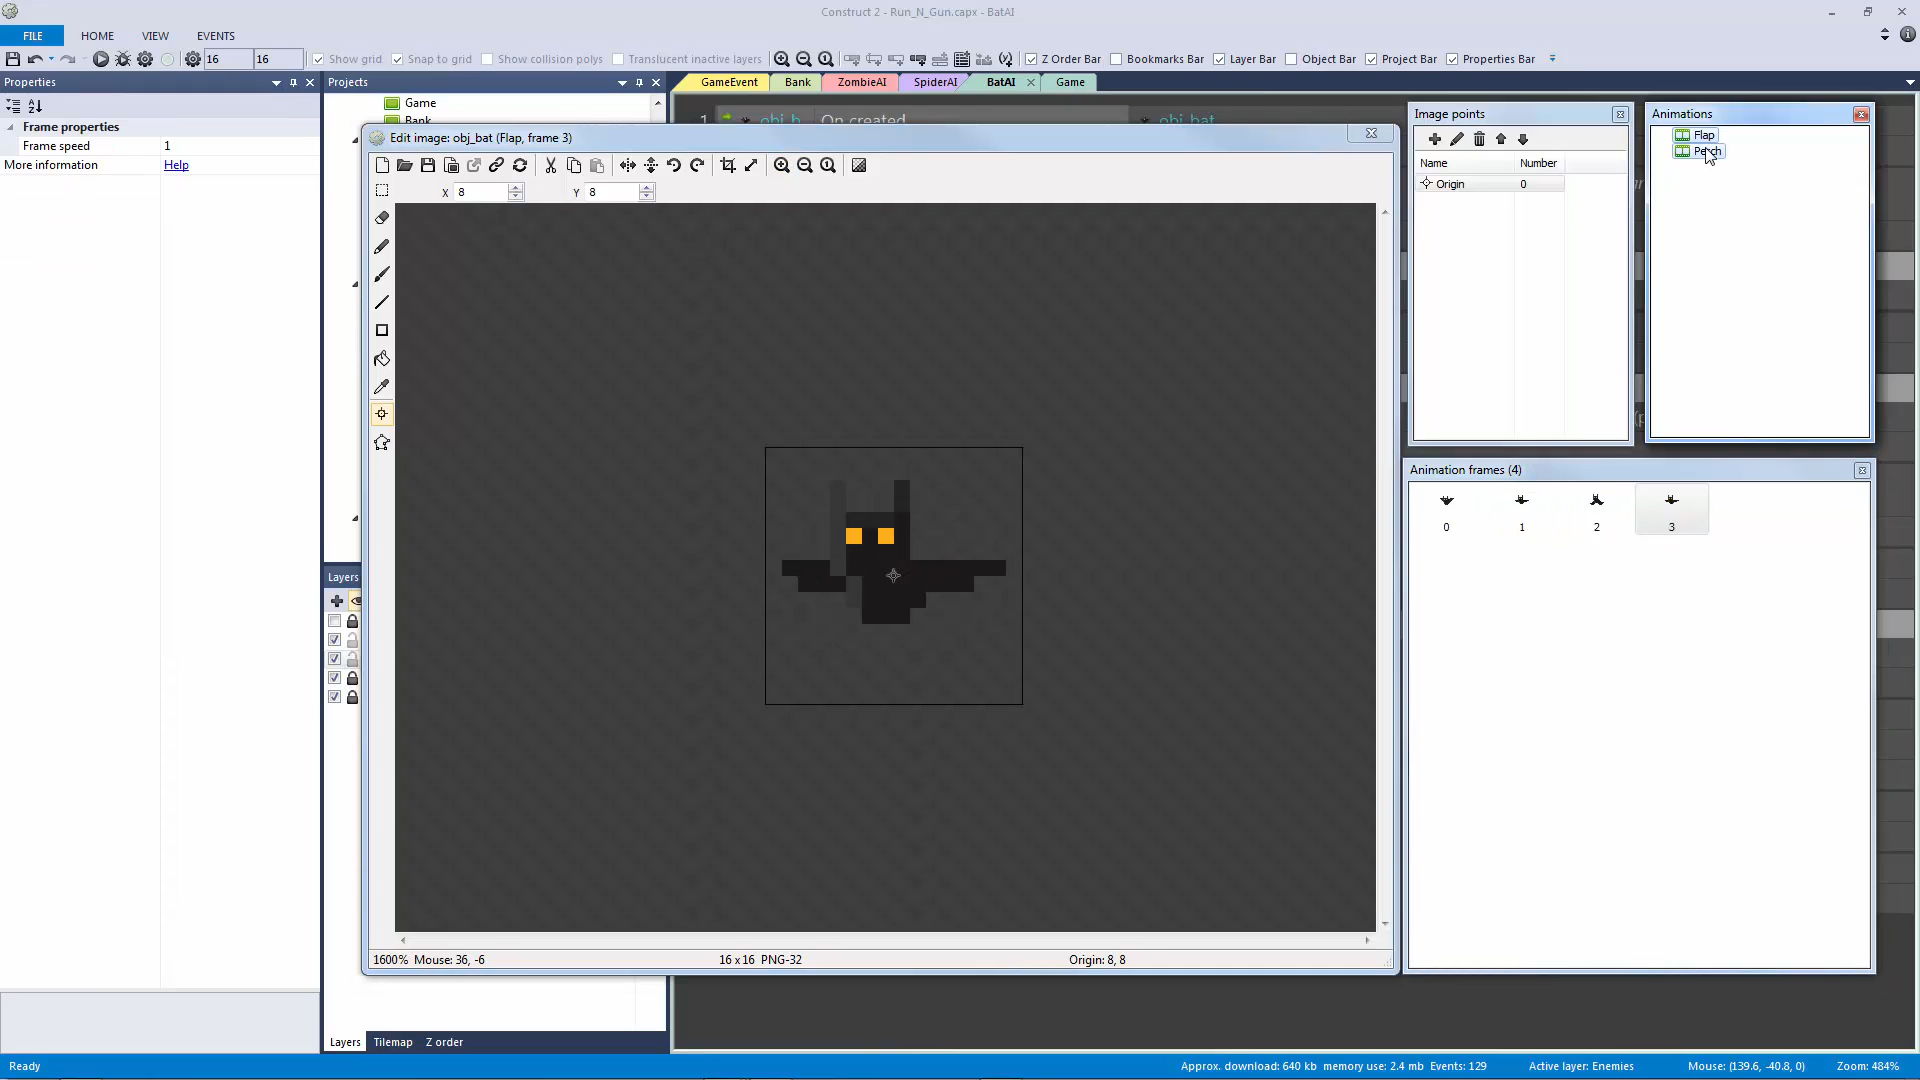 Construct 2 - Run_N_Gun.capx - BatAI
FILE HOME VIEW EVENTS
16 16 Show grid Snap to grid Show collision polys Translucent inactive layers Z Order Bar Bookmarks Bar Layer Bar Object Bar Project Bar Properties Bar
Properties
Frame properties
Frame speed 1
More information Help
Projects
Game
Bank
GameEvent Bank ZombieAI SpiderAI BatAI Game
1 On created obj_bat
Edit image: obj_bat (Flap, frame 3)
X 8 Y 8
Image points
Name Number
Origin 0
Animations
Flap
Perch
Animation frames (4)
0 1 2 3
Layers
1600% Mouse: 36, -6 16 x 16 PNG-32 Origin: 8, 8
Layers Tilemap Z order
Ready Approx. download: 640 kb memory use: 2.4 mb Events: 129 Active layer: Enemies Mouse: (139.6, -40.8, 0) Zoom: 484%